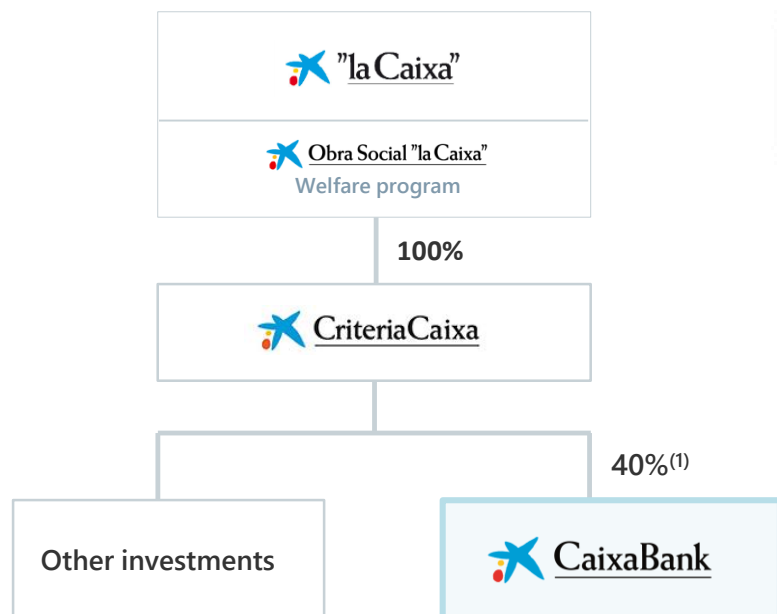 "la Caixa"
Obra Social "la Caixa"
Welfare program
100%
CriteriaCaixa
40%(1)
Other investments
CaixaBank